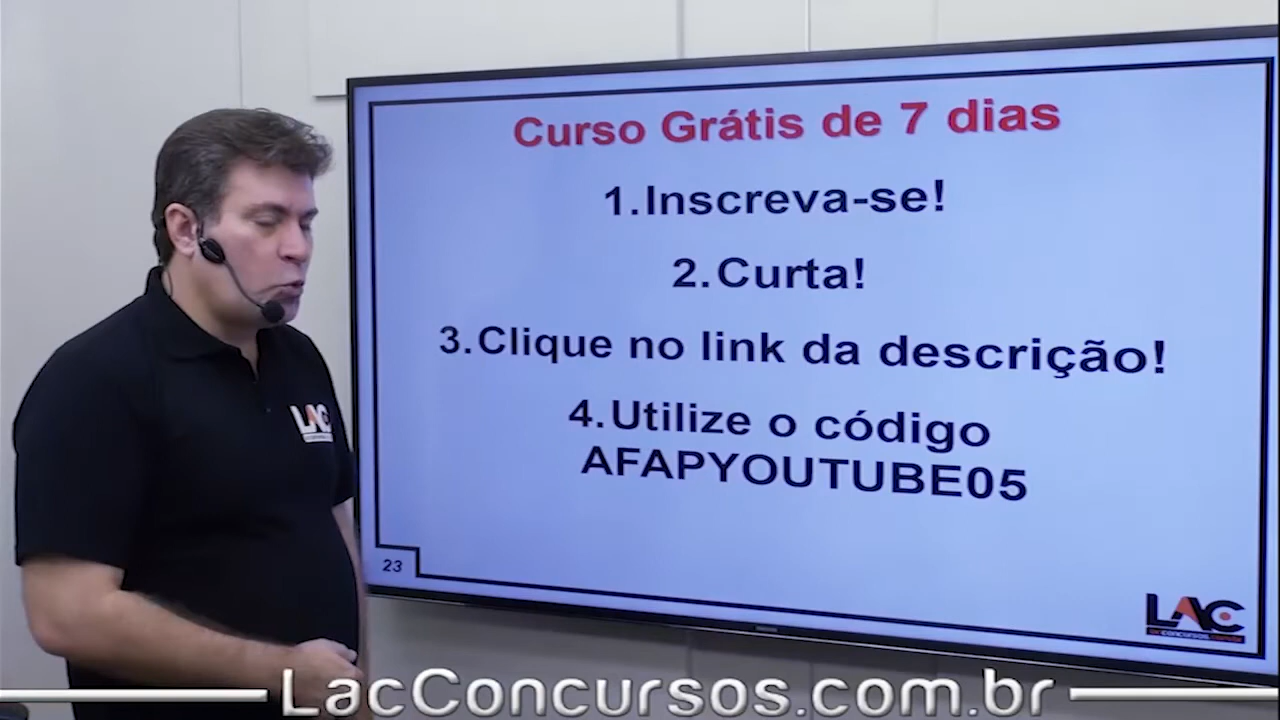 Curso Grátis de 7 dias
1.Inscreva-se!
2.Curta!
3.Clique no link da descrição!
4.Utilize o código
AFAPYOUTUBE05
LAC
23
LAC
LacConcursos.com.br